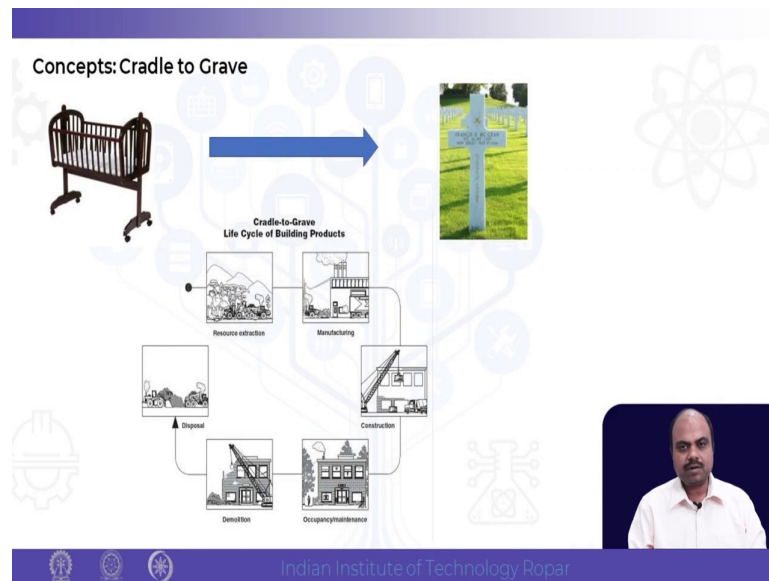 Concepts: Cradle to Grave
Cradle-to-Grave
Life Cycle of Building Products
Resource extraction
Manufacturing
Construction
Occupancy/maintenance
Demolition
Disposal
Indian Institute of Technology Ropar